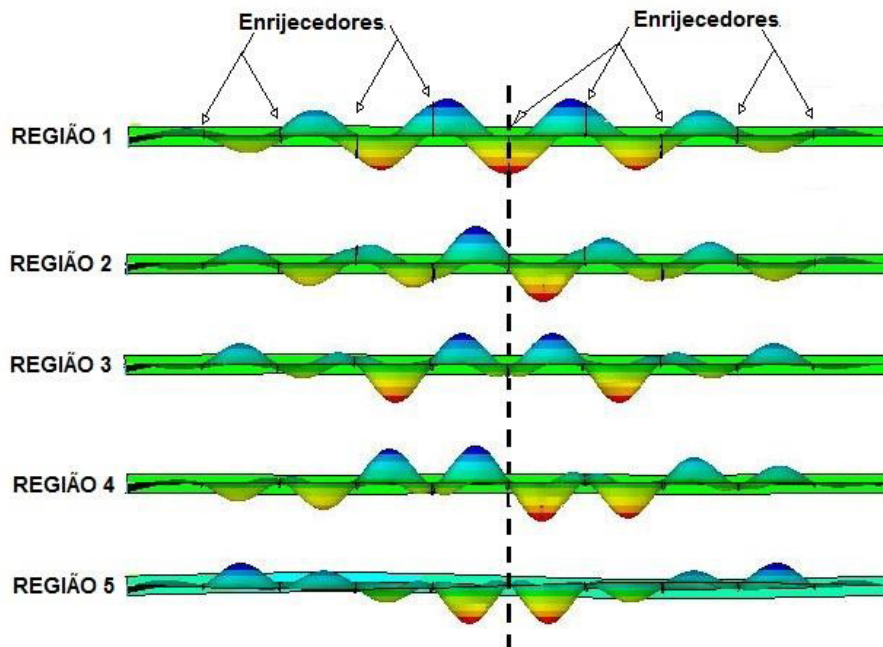 Enrijecedores
Enrijecedores
REGIÃO 1
REGIÃO 2
REGIÃO 3
REGIÃO 4
REGIÃO 5